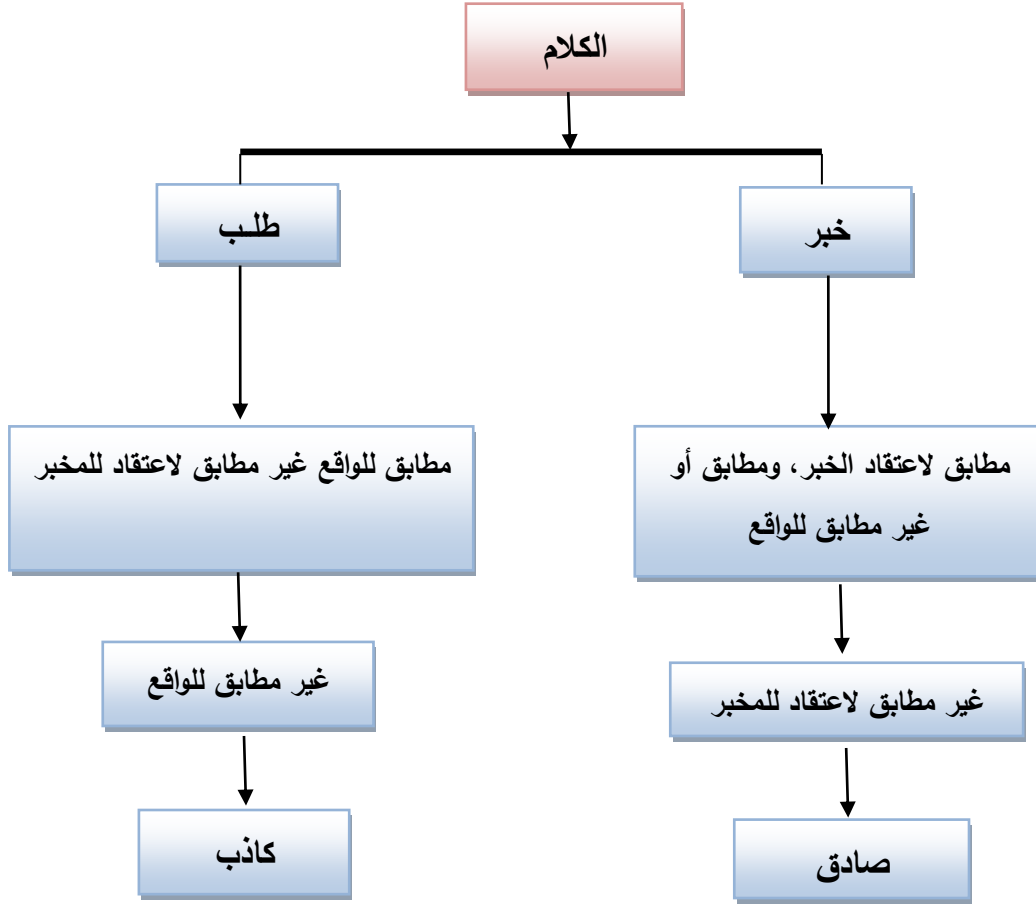 الكلام
خبر
طلـب
مطابق لاعتقاد الخبر، ومطابق أو
غير مطابق للواقع
مطابق للواقع غير مطابق لاعتقاد للمخبر
غير مطابق للواقع
غير مطابق لاعتقاد للمخبر
كاذب
صادق